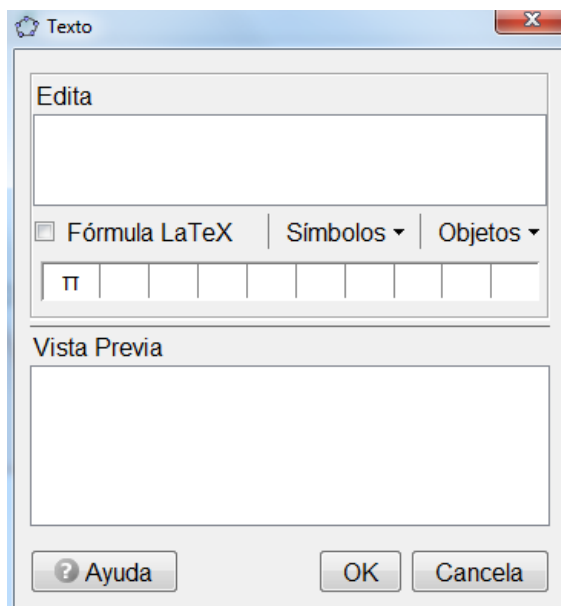 Texto
Edita
Fórmula LaTeX Símbolos Objetos
π
Vista Previa
Ayuda OK Cancela